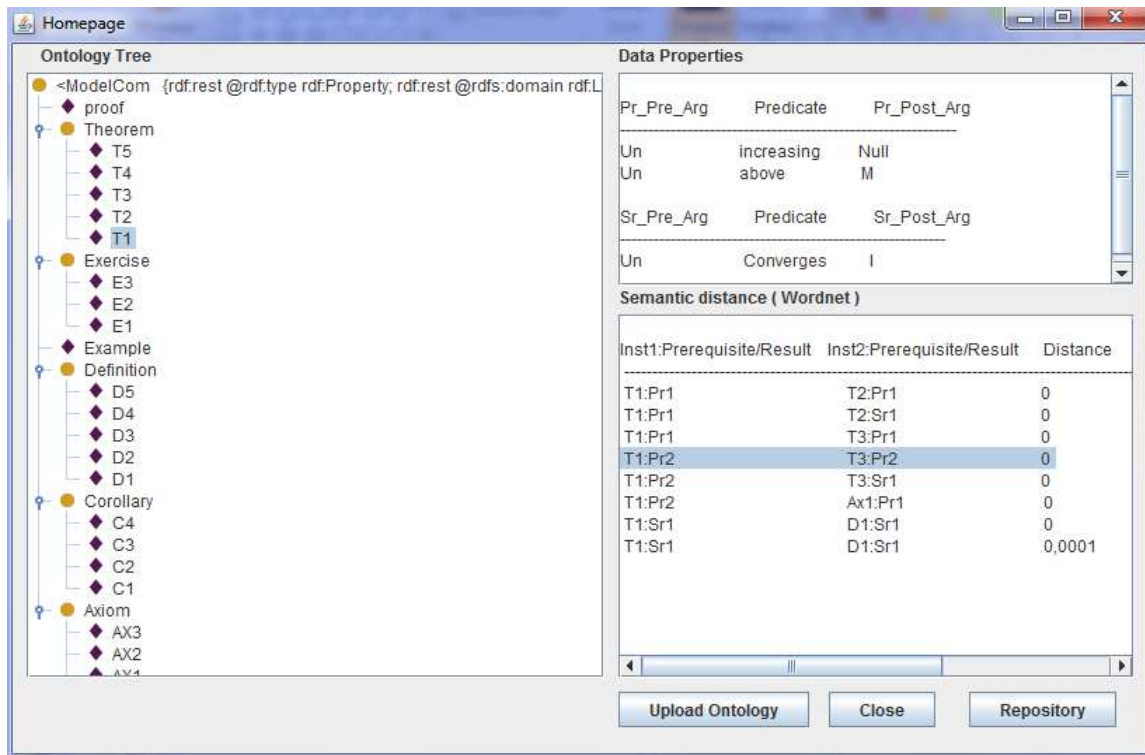 Homepage
Ontology Tree
<ModelCom {rdf:rest @rdf:type rdf:Property; rdf:rest @rdfs:domain rdf:L
proof
Theorem
T5
T4
T3
T2
T1
Exercise
E3
E2
E1
Example
Definition
D5
D4
D3
D2
D1
Corollary
C4
C3
C2
C1
Axiom
AX3
AX2
AX1
Data Properties
Pr_Pre_Arg Predicate Pr_Post_Arg
Un increasing Null
Un above M
Sr_Pre_Arg Predicate Sr_Post_Arg
Un Converges l
Semantic distance ( Wordnet )
Inst1:Prerequisite/Result Inst2:Prerequisite/Result Distance
T1:Pr1 T2:Pr1 0
T1:Pr1 T2:Sr1 0
T1:Pr1 T3:Pr1 0
T1:Pr2 T3:Pr2 0
T1:Pr2 T3:Sr1 0
T1:Pr2 Ax1:Pr1 0
T1:Sr1 D1:Sr1 0
T1:Sr1 D1:Sr1 0,0001
Upload Ontology Close Repository